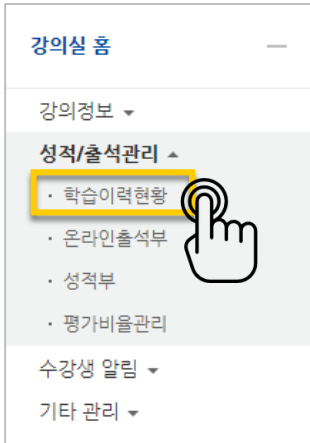 강의실 홈
강의정보
성적/출석관리
· 학습이력현황
· 온라인출석부
· 성적부
· 평가비율관리
수강생 알림
기타 관리